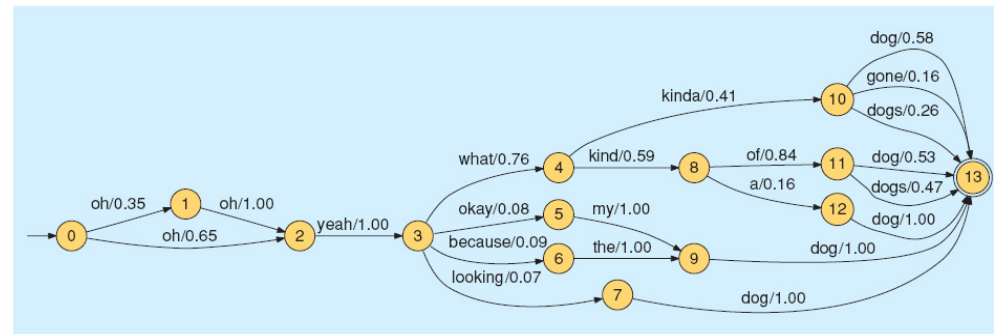 dog/0.58
gone/0.16
kinda/0.41
10
dogs/0.26
what/0.76
4
kind/0.59
8
of/0.84
11
dog/0.53
13
oh/0.35
1
oh/1.00
okay/0.08
5
my/1.00
a/0.16
12
dogs/0.47
dog/1.00
0
oh/0.65
2
yeah/1.00
3
because/0.09
6
the/1.00
9
dog/1.00
looking/0.07
7
dog/1.00